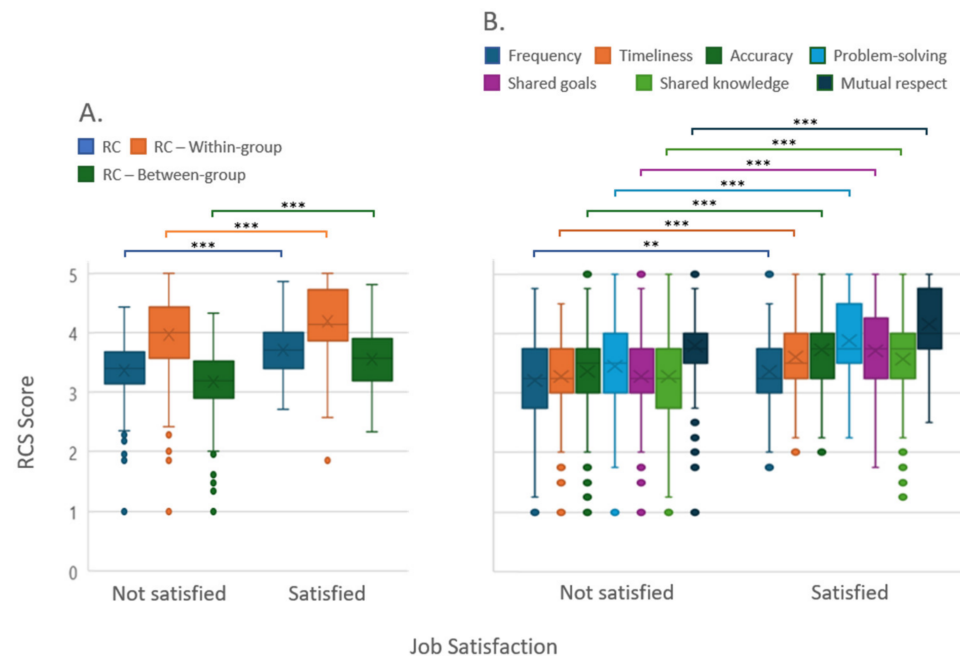 B.
Frequency Timeliness Accuracy Problem-solving
Shared goals Shared knowledge Mutual respect
A.
RC RC – Within-group
RC – Between-group
***
***
***
***
***
***
***
***
***
**
5
4
3
2
1
0
RCS Score
Not satisfied Satisfied
Not satisfied Satisfied
Job Satisfaction